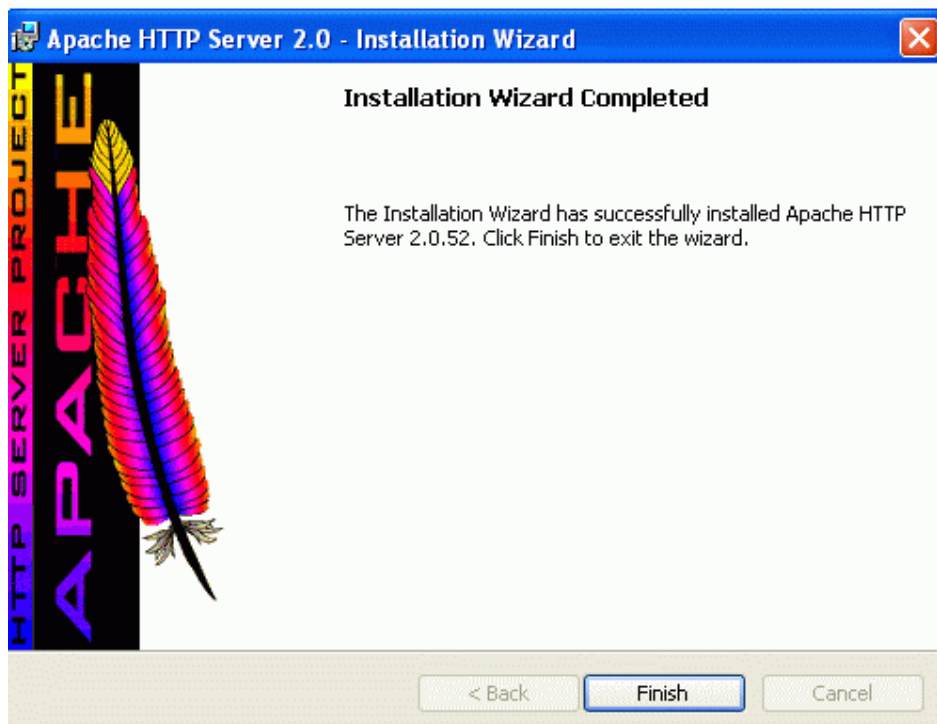 Apache HTTP Server 2.0 - Installation Wizard
HTTP SERVER PROJECT
APACHE
Installation Wizard Completed
The Installation Wizard has successfully installed Apache HTTP
Server 2.0.52. Click Finish to exit the wizard.
< Back
Finish
Cancel